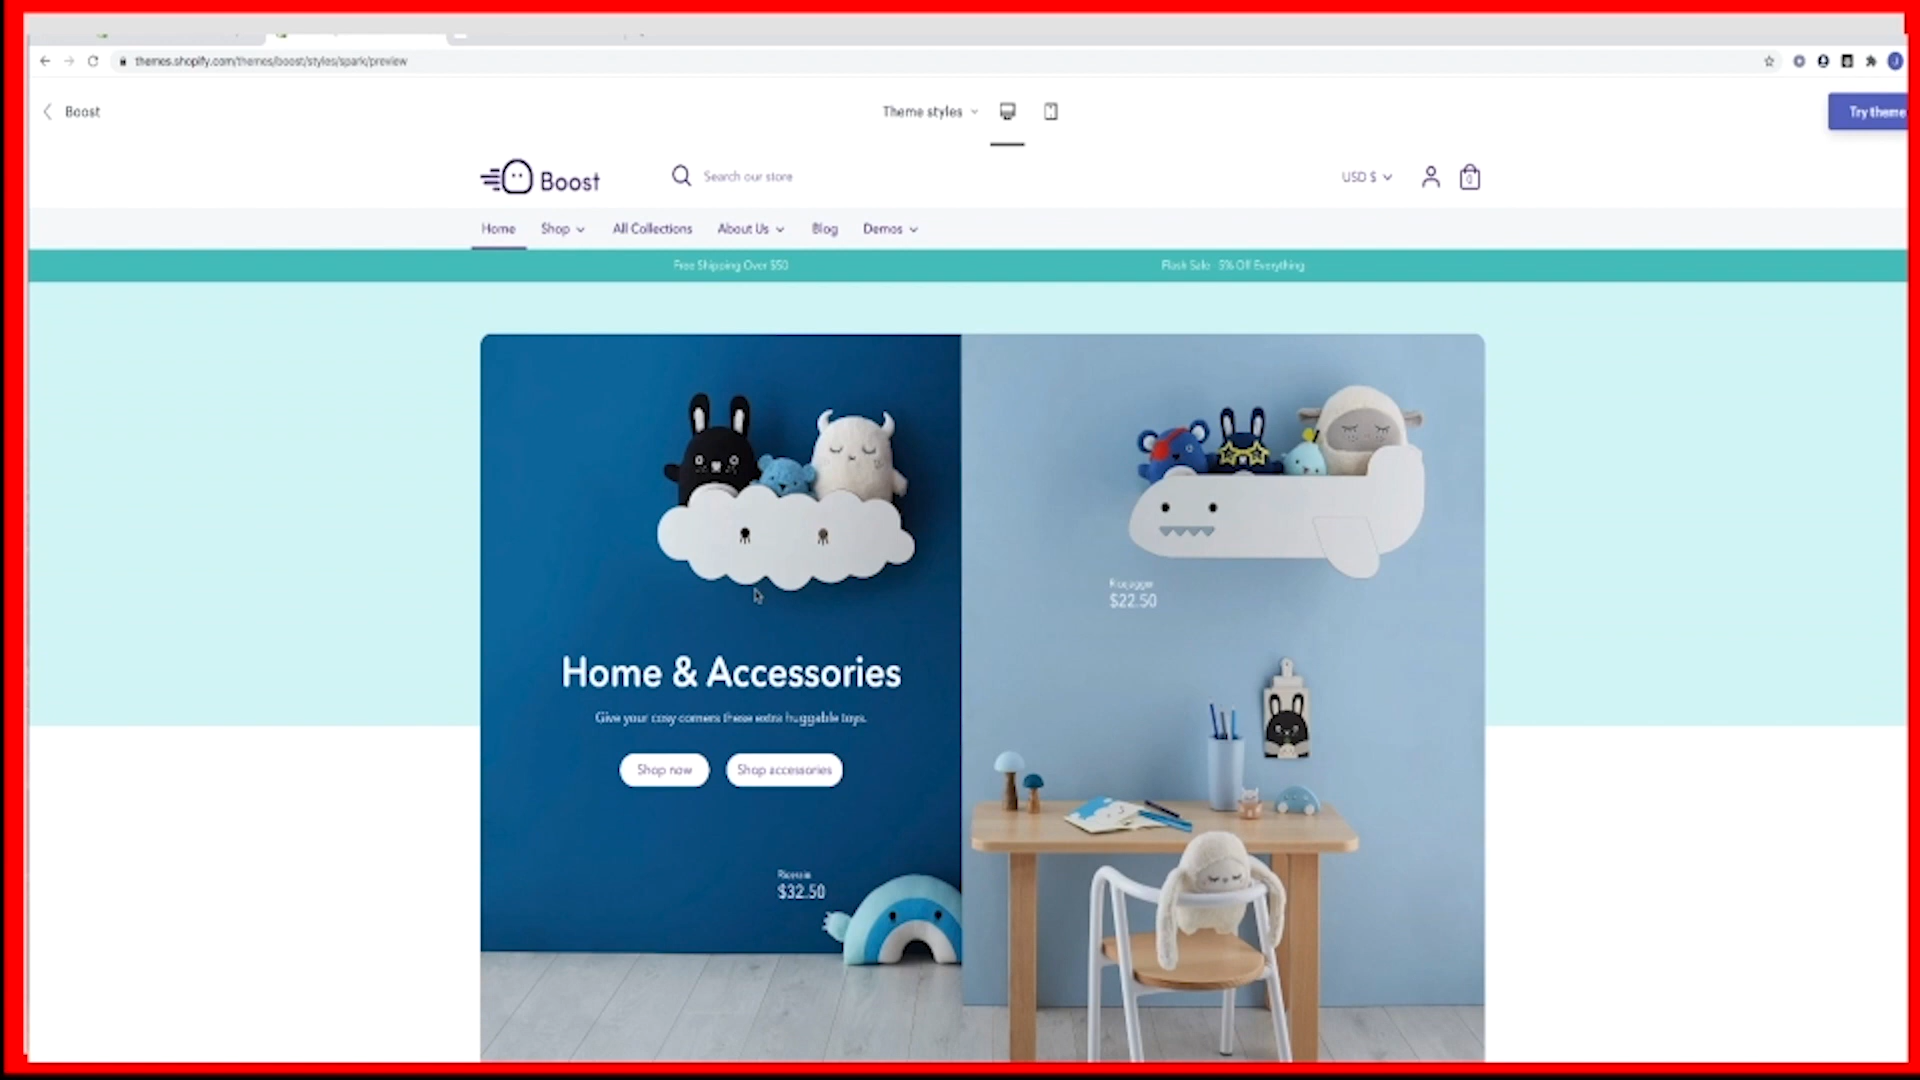 themes.shopify.com/themes/boost/styles/spark/preview
Boost
Theme styles
Try theme
Boost
Search our store
USD $
0
Home
Shop
All Collections
About Us
Blog
Demos
Free Shipping Over $50
Flash Sale - 5% Off Everything
$22.50
Home & Accessories
Give your cosy corners these extra huggable toys.
Shop now
Shop accessories
$32.50